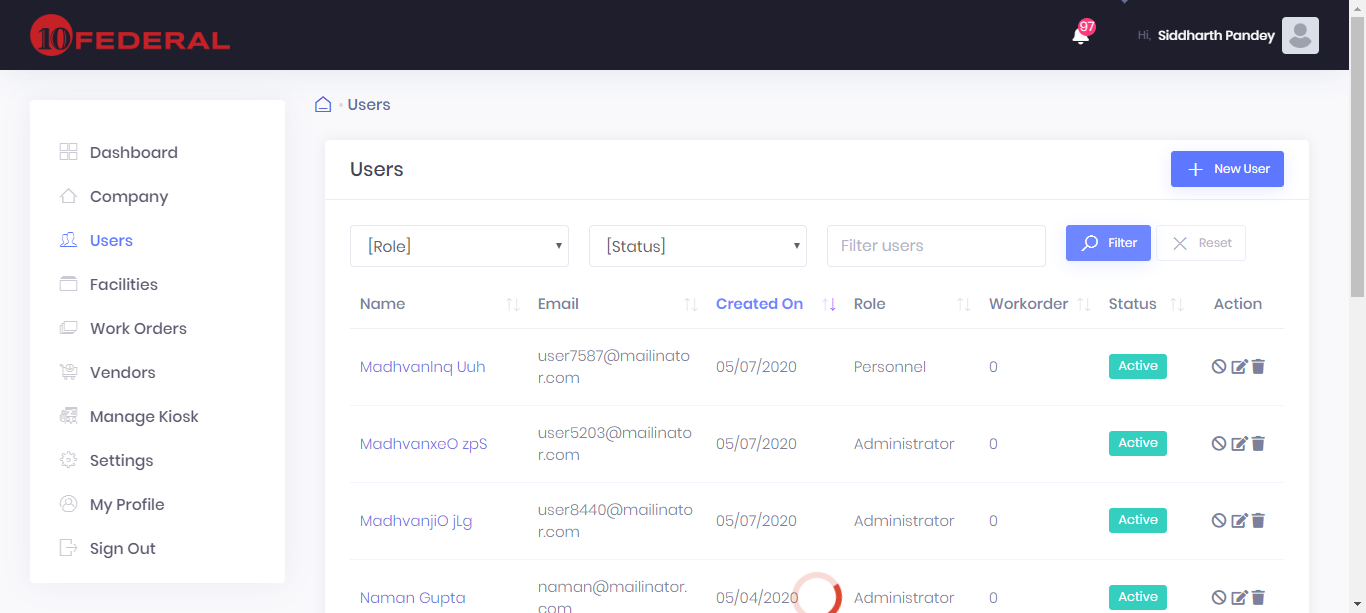 10 FEDERAL
97
Hi, Siddharth Pandey
Users
Dashboard
Company
Users
Facilities
Work Orders
Vendors
Manage Kiosk
Settings
My Profile
Sign Out
Users
New User
[Role]
[Status]
Filter users
Filter
Reset
Name Email Created On Role Workorder Status Action
MadhvanInq Uuh user7587@mailinato
r.com 05/07/2020 Personnel 0 Active
MadhvanxeO zpS user5203@mailinato
r.com 05/07/2020 Administrator 0 Active
MadhvanjiO jLg user8440@mailinato
r.com 05/07/2020 Administrator 0 Active
Naman Gupta naman@mailinator.
com 05/04/2020 Administrator 0 Active